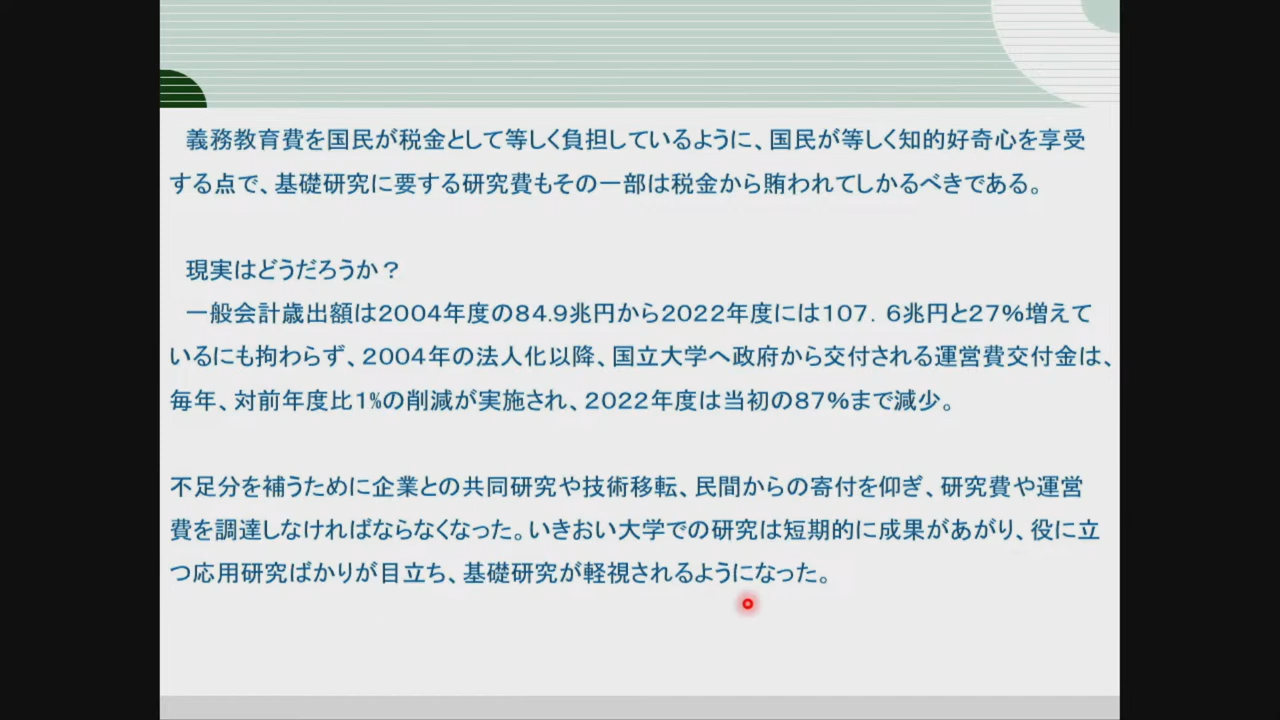 義務教育費を国民が税金として等しく負担しているように、国民が等しく知的好奇心を享受
する点で、基礎研究に要する研究費もその一部は税金から賄われてしかるべきである。
現実はどうだろうか？
一般会計歳出額は2004年度の84.9兆円から2022年度には107．6兆円と27%増えて
いるにも拘わらず、2004年の法人化以降、国立大学へ政府から交付される運営費交付金は、
毎年、対前年度比1%の削減が実施され、2022年度は当初の87%まで減少。
不足分を補うために企業との共同研究や技術移転、民間からの寄付を仰ぎ、研究費や運営
費を調達しなければならなくなった。いきおい大学での研究は短期的に成果があがり、役に立
つ応用研究ばかりが目立ち、基礎研究が軽視されるようになった。